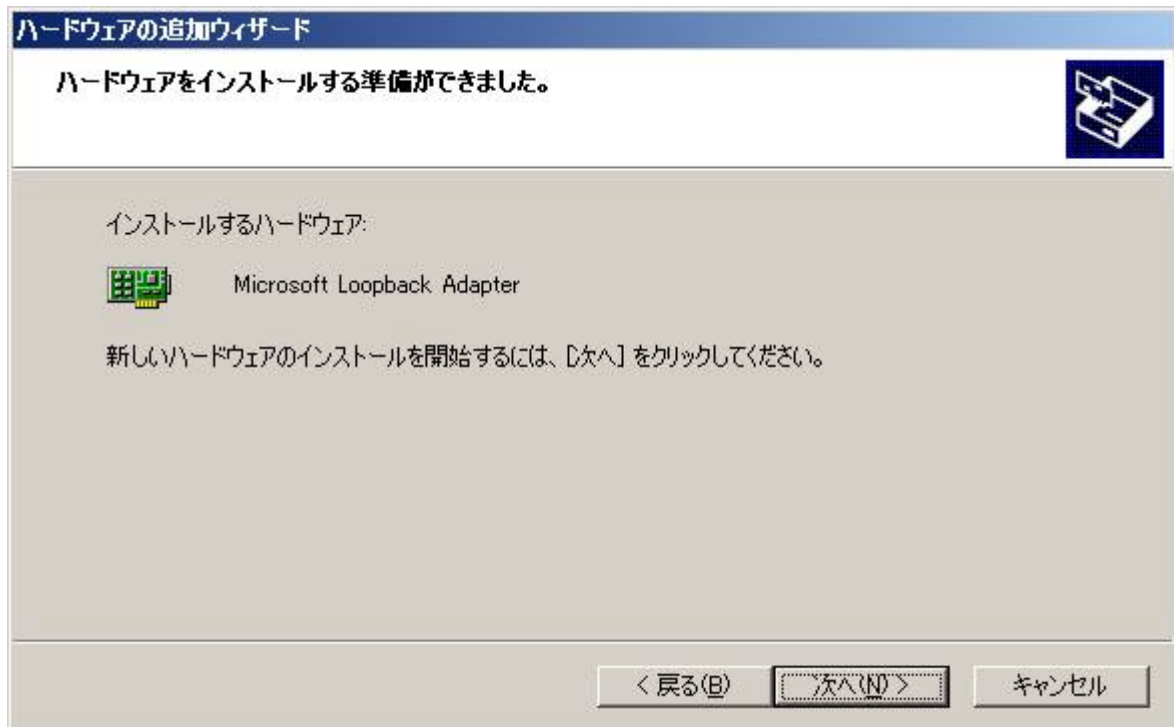 ハードウェアの追加ウィザード
ハードウェアをインストールする準備ができました。
インストールするハードウェア:
Microsoft Loopback Adapter
新しいハードウェアのインストールを開始するには、[次へ] をクリックしてください。
< 戻る(B)
次へ(N) >
キャンセル